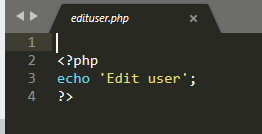 edituser.php ×
1
2 <?php
3 echo 'Edit user';
4 ?>